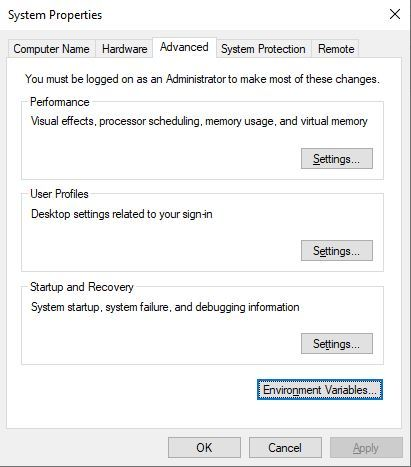 System Properties
Computer Name Hardware Advanced System Protection Remote
You must be logged on as an Administrator to make most of these changes.
Performance
Visual effects, processor scheduling, memory usage, and virtual memory
Settings...
User Profiles
Desktop settings related to your sign-in
Settings...
Startup and Recovery
System startup, system failure, and debugging information
Settings...
Environment Variables...
OK Cancel Apply